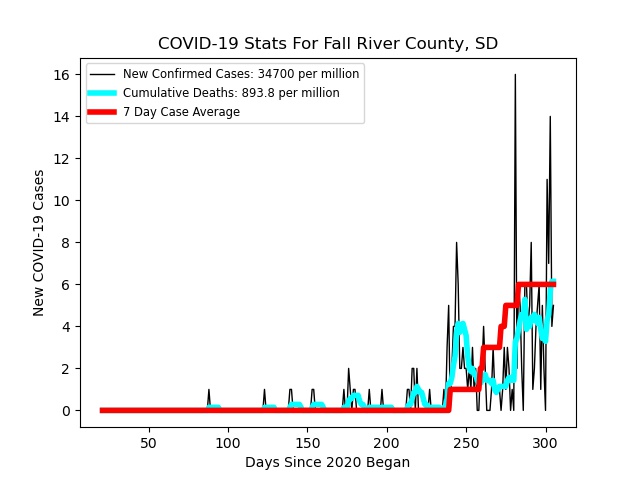 COVID-19 Stats For Fall River County, SD
New Confirmed Cases: 34700 per million
Cumulative Deaths: 893.8 per million
7 Day Case Average
New COVID-19 Cases
16
14
12
10
8
6
4
2
0
50 100 150 200 250 300
Days Since 2020 Began